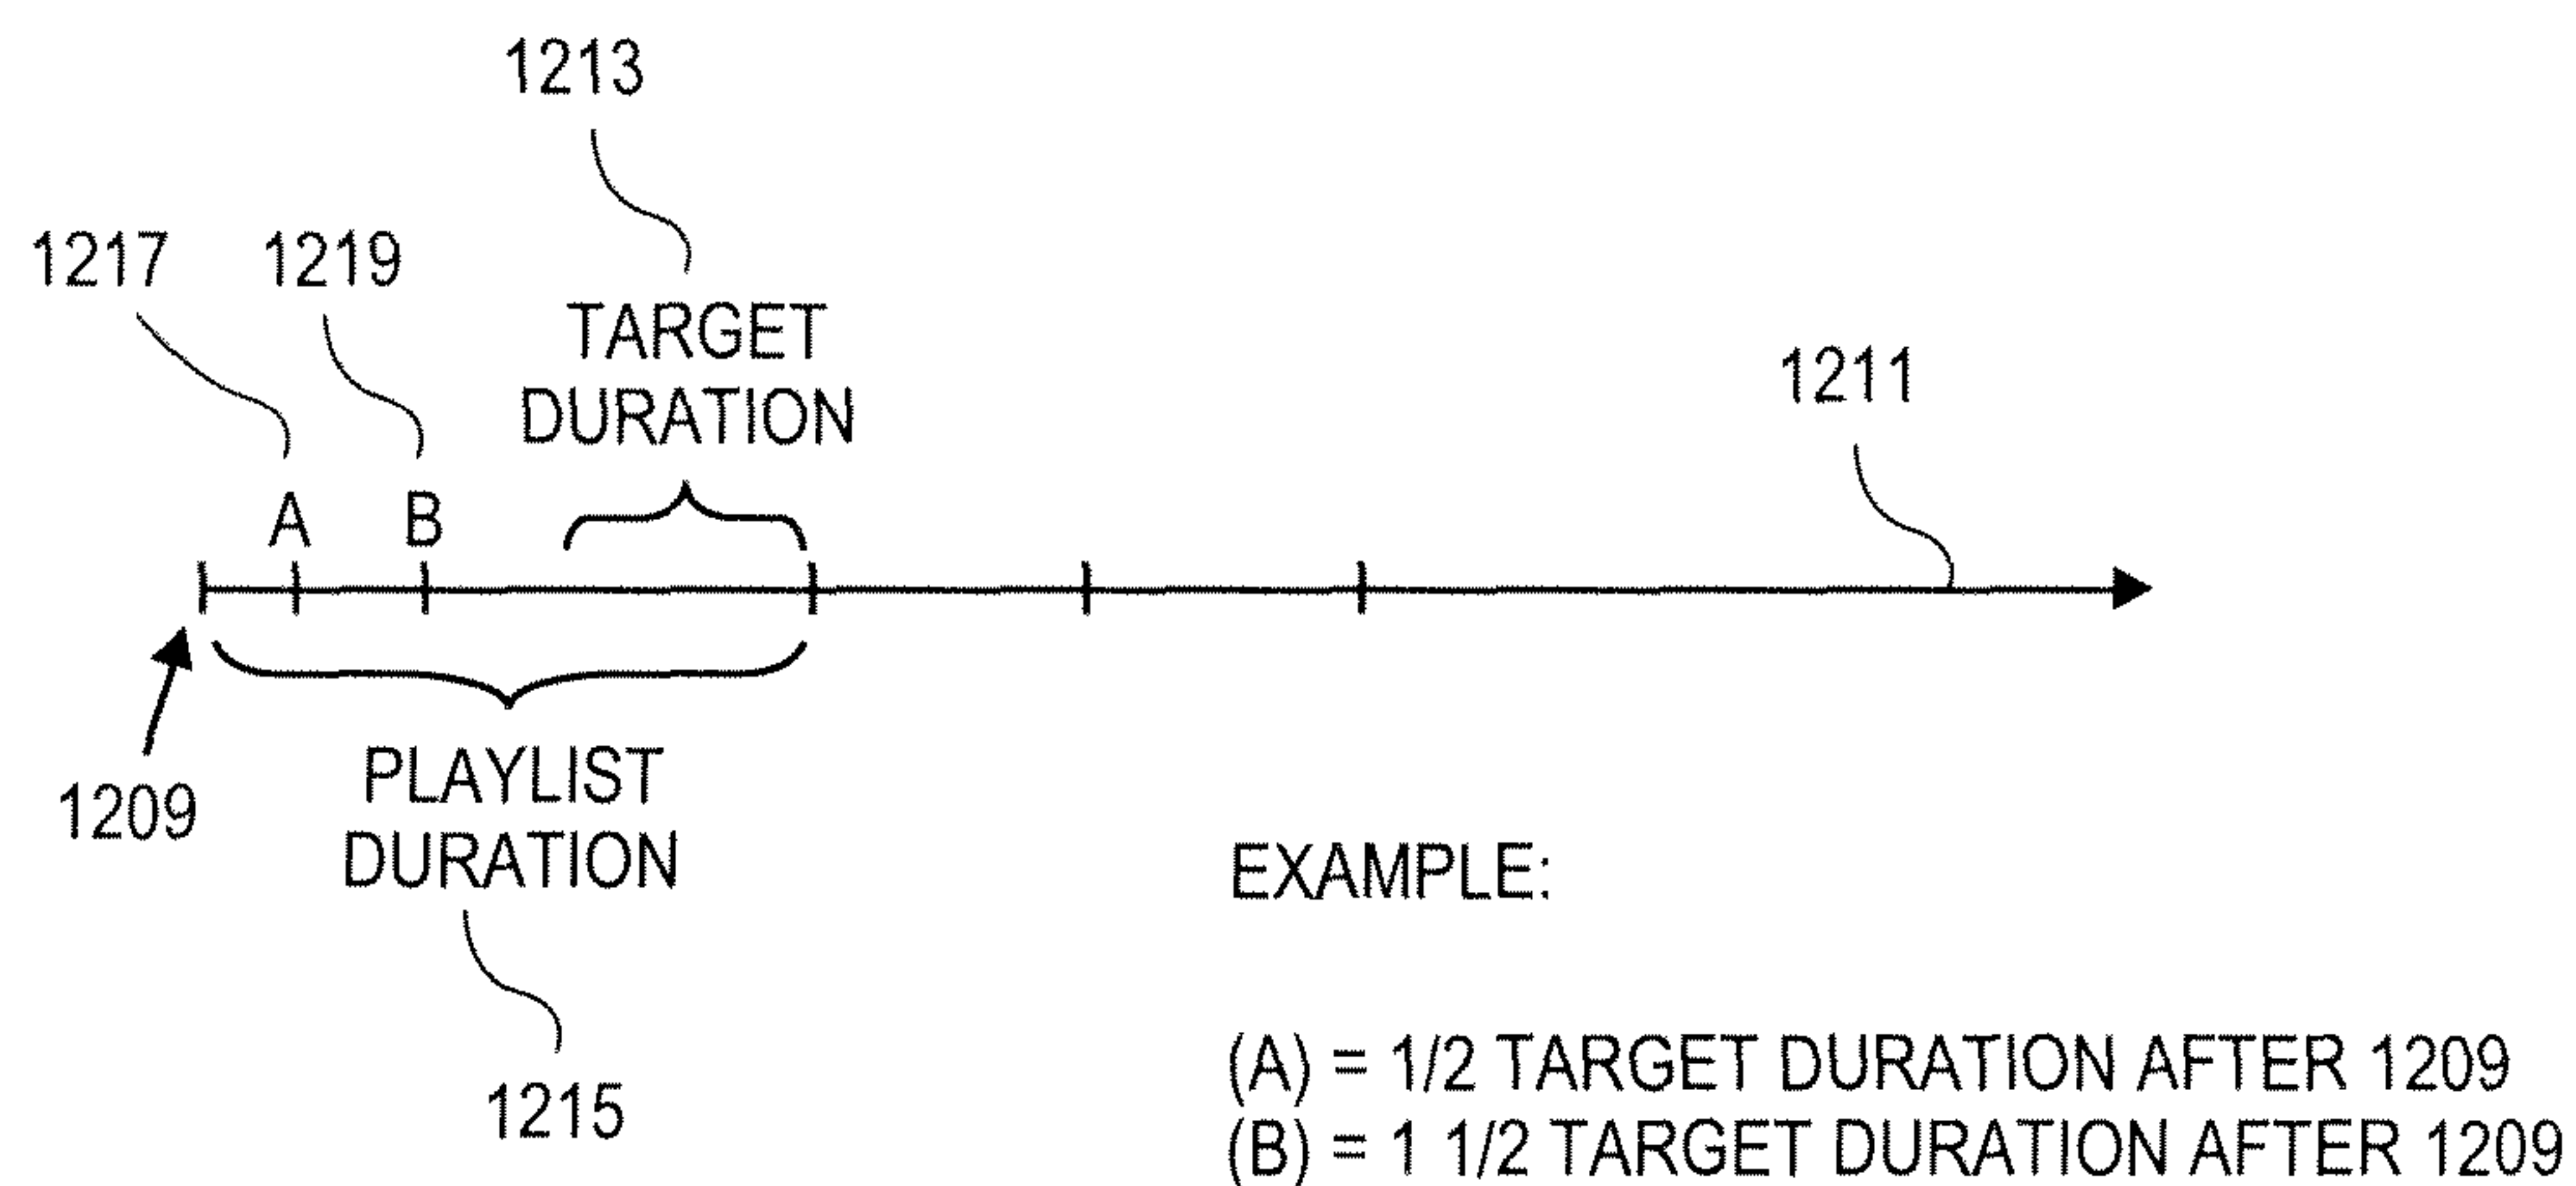 1213
1217
1219
TARGET
DURATION
1211
A
B
1209
PLAYLIST
DURATION
1215
EXAMPLE:
(A) = 1/2 TARGET DURATION AFTER 1209
(B) = 1 1/2 TARGET DURATION AFTER 1209